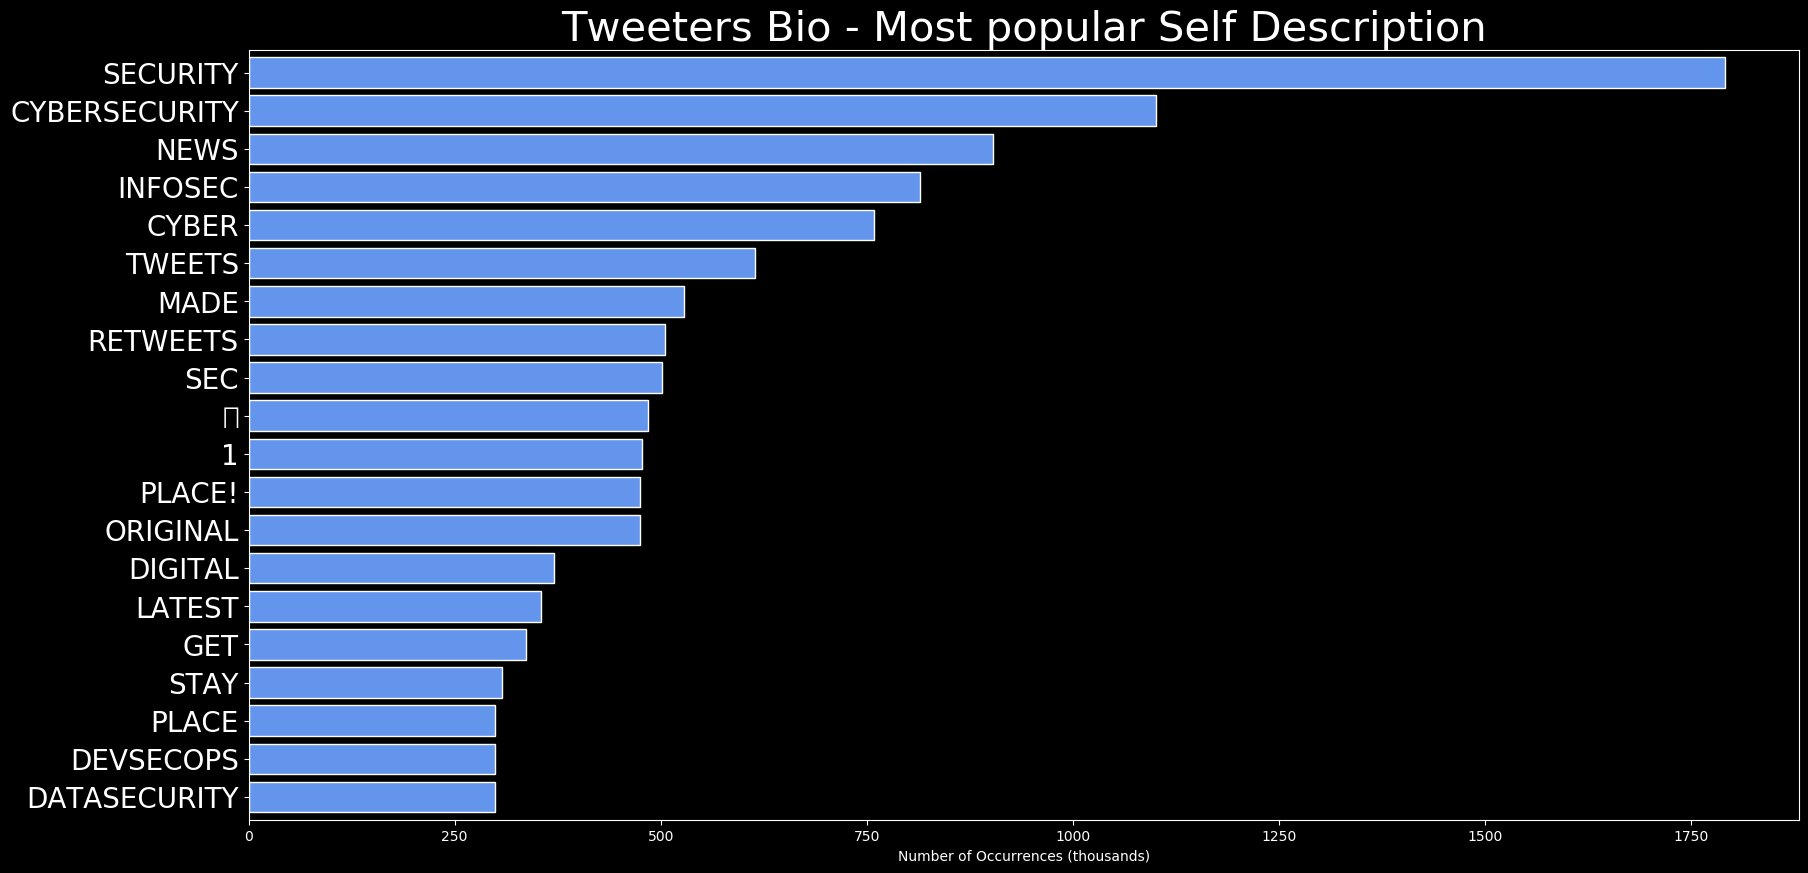 Tweeters Bio - Most popular Self Description
SECURITY
CYBERSECURITY
NEWS
INFOSEC
CYBER
TWEETS
MADE
RETWEETS
SEC
1
PLACE!
ORIGINAL
DIGITAL
LATEST
GET
STAY
PLACE
DEVSECOPS
DATASECURITY
0 250 500 750 1000 1250 1500 1750
Number of Occurrences (thousands)